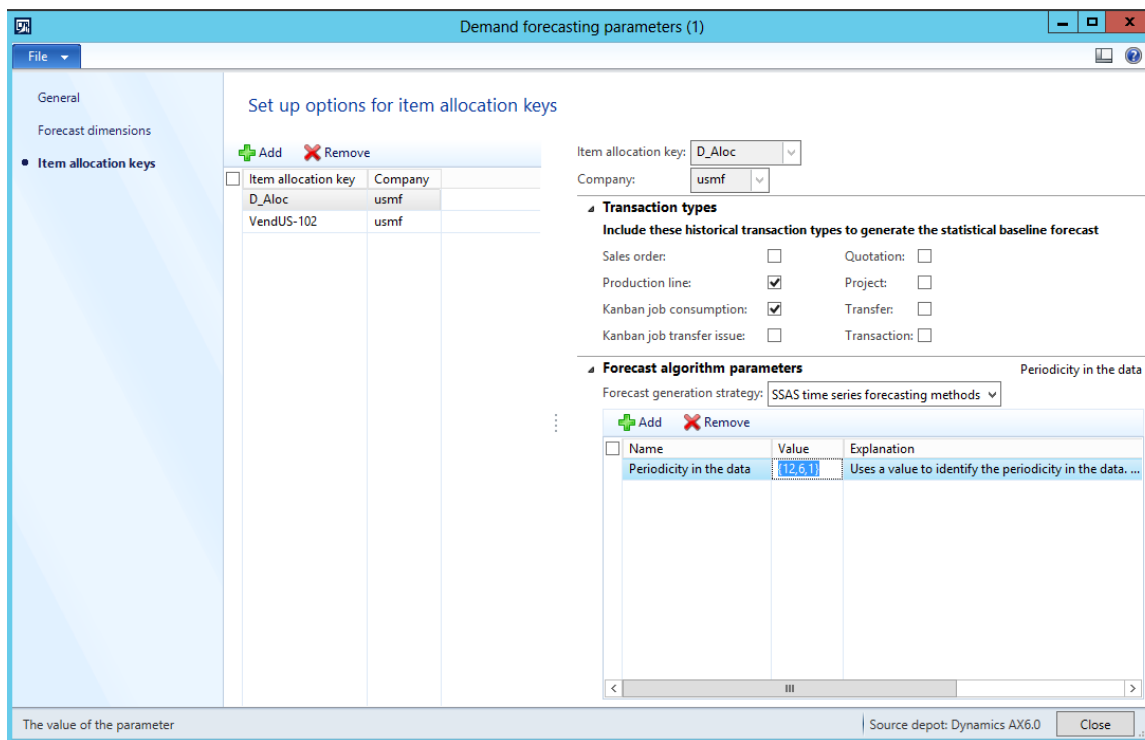 Demand forecasting parameters (1)
File
General
Forecast dimensions
Item allocation keys
Set up options for item allocation keys
Add Remove
Item allocation key Company
D_Aloc usmf
VendUS-102 usmf
Item allocation key: D_Aloc
Company: usmf
Transaction types
Include these historical transaction types to generate the statistical baseline forecast
Sales order: Quotation:
Production line: Project:
Kanban job consumption: Transfer:
Kanban job transfer issue: Transaction:
Forecast algorithm parameters Periodicity in the data
Forecast generation strategy: SSAS time series forecasting methods
Add Remove
Name Value Explanation
Periodicity in the data {12,6,1} Uses a value to identify the periodicity in the data. ...
The value of the parameter Source depot: Dynamics AX6.0 Close